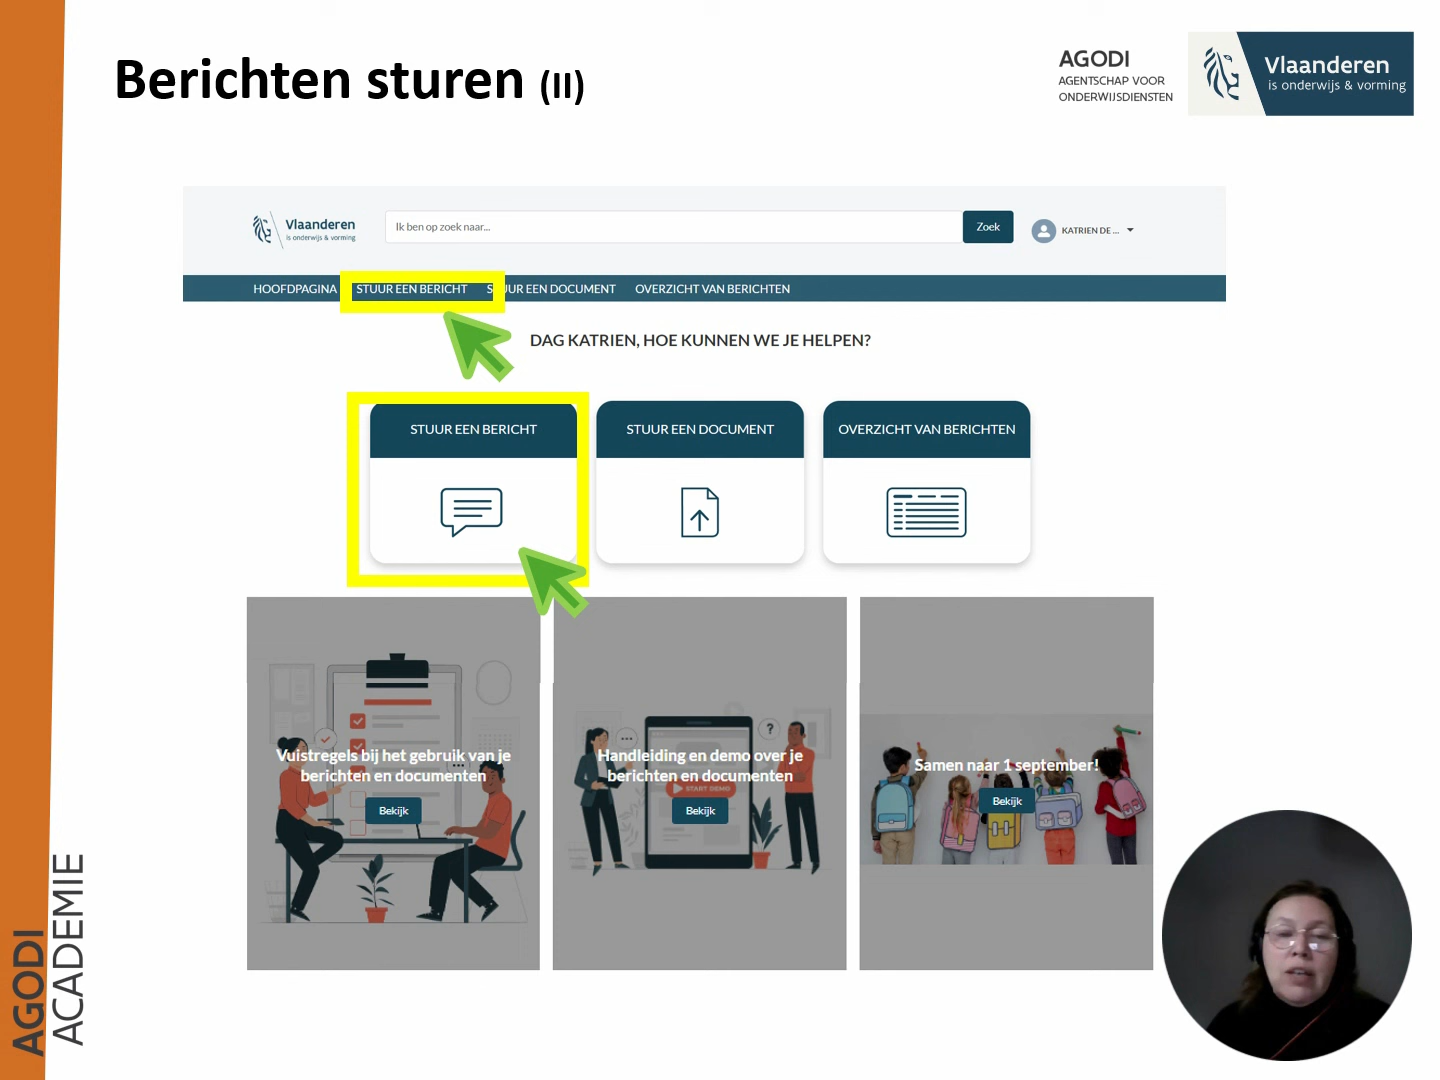 Berichten sturen (II)
AGODI
AGENTSCHAP VOOR
ONDERWIJSDIENSTEN
Vlaanderen
is onderwijs & vorming
Vlaanderen
is onderwijs & vorming
Ik ben op zoek naar...
Zoek
KATRIEN DE ...
HOOFDPAGINA
STUUR EEN BERICHT
STUUR EEN DOCUMENT
OVERZICHT VAN BERICHTEN
DAG KATRIEN, HOE KUNNEN WE JE HELPEN?
STUUR EEN BERICHT
STUUR EEN DOCUMENT
OVERZICHT VAN BERICHTEN
Vuistregels bij het gebruik van je
berichten en documenten
Bekijk
Handleiding en demo over je
berichten en documenten
START DEMO
Bekijk
Samen naar 1 september!
Bekijk
AGODI
ACADEMIE